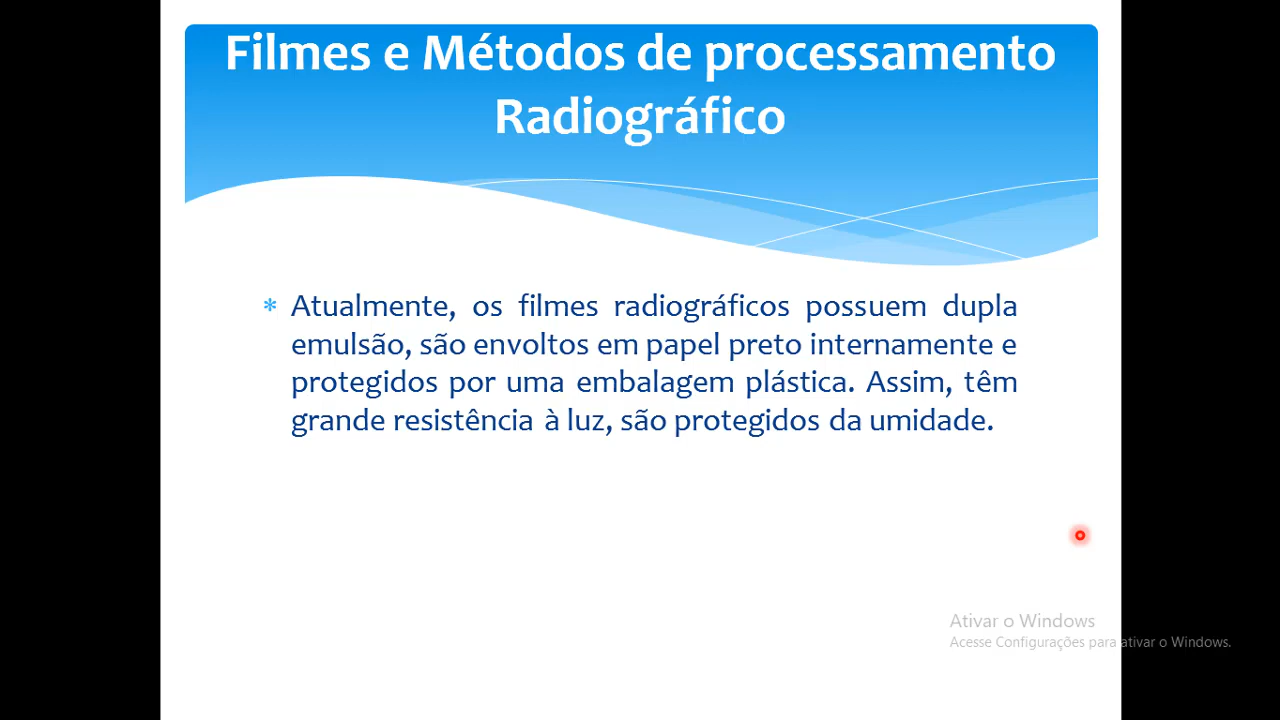 Filmes e Métodos de processamento
Radiográfico
* Atualmente, os filmes radiográficos possuem dupla
emulsão, são envoltos em papel preto internamente e
protegidos por uma embalagem plástica. Assim, têm
grande resistência à luz, são protegidos da umidade.
Ativar o Windows
Acesse Configurações para ativar o Windows.